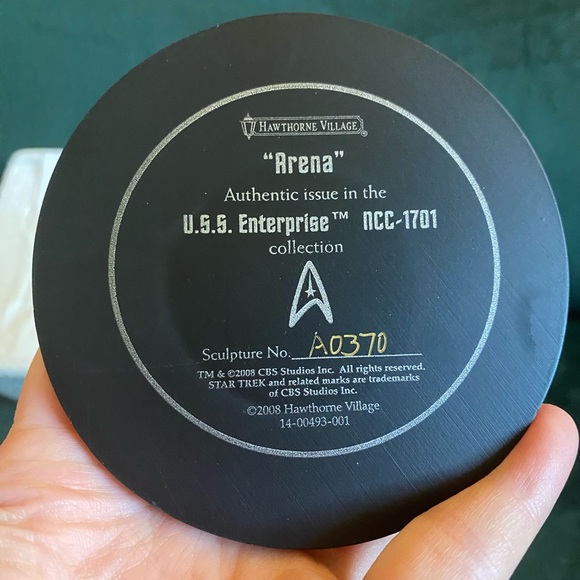 HAWTHORNE VILLAGE®
"Arena"
Authentic issue in the
U.S.S. Enterprise™ NCC-1701
collection
Sculpture No. A0370
TM & ©2008 CBS Studios Inc. All rights reserved.
STAR TREK and related marks are trademarks
of CBS Studios Inc.
©2008 Hawthorne Village
14-00493-001